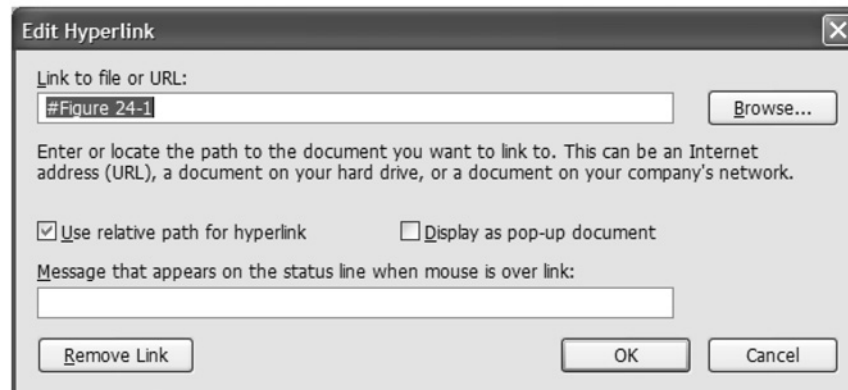 Edit Hyperlink
Link to file or URL:
#Figure 24-1
Browse...
Enter or locate the path to the document you want to link to. This can be an Internet
address (URL), a document on your hard drive, or a document on your company's network.
Use relative path for hyperlink
Display as pop-up document
Message that appears on the status line when mouse is over link:
Remove Link
OK
Cancel